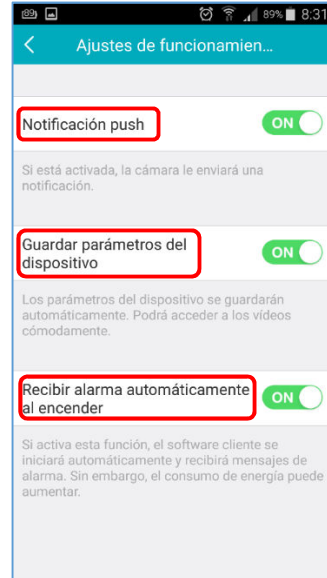 89 89% 8:31
Ajustes de funcionamien...
Notificación push ON
Si está activada, la cámara le enviará una
notificación.
Guardar parámetros del
dispositivo ON
Los parámetros del dispositivo se guardarán
automáticamente. Podrá acceder a los vídeos
cómodamente.
Recibir alarma automáticamente
al encender ON
Si activa esta función, el software cliente se
iniciará automáticamente y recibirá mensajes de
alarma. Sin embargo, el consumo de energía puede
aumentar.